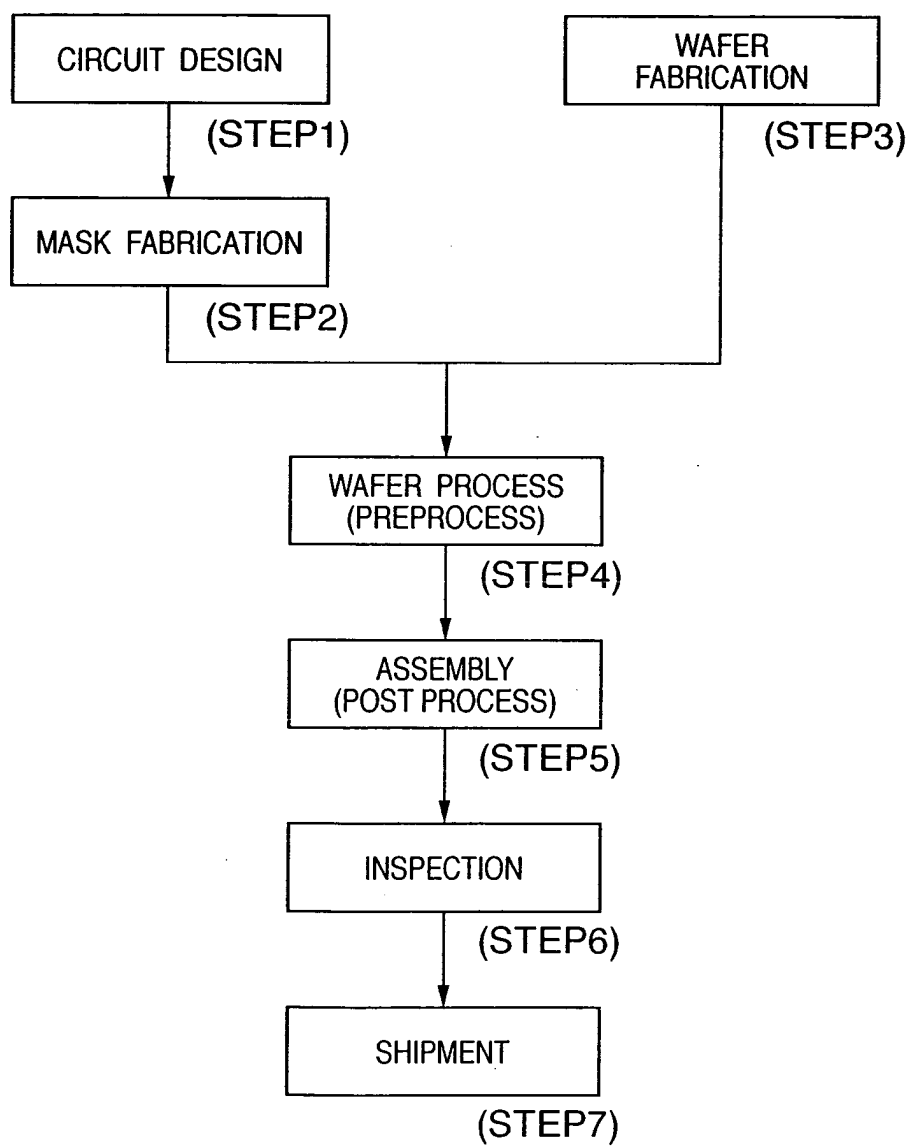 CIRCUIT DESIGN
(STEP1)
WAFER
FABRICATION
(STEP3)
MASK FABRICATION
(STEP2)
WAFER PROCESS
(PREPROCESS)
(STEP4)
ASSEMBLY
(POST PROCESS)
(STEP5)
INSPECTION
(STEP6)
SHIPMENT
(STEP7)